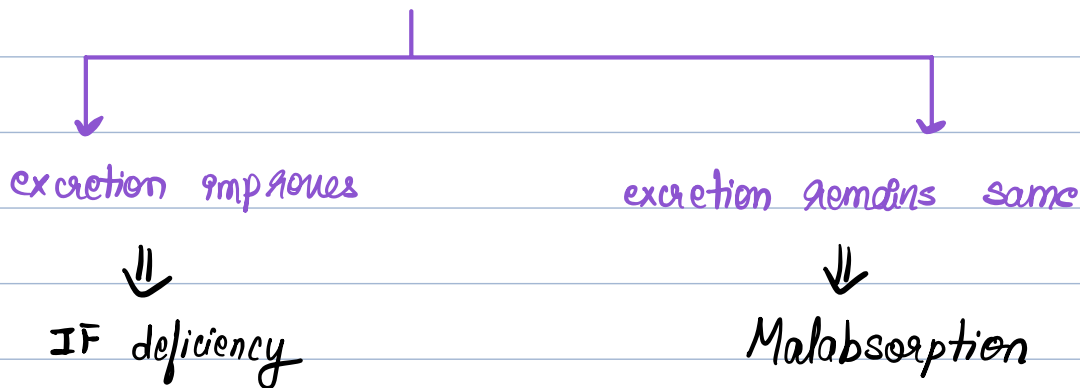 excretion improves excretion remains same
IF deficiency Malabsorption